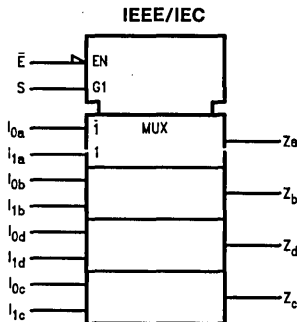 IEEE/IEC
E̅ EN
S G1
I0a 1̅ MUX Za
I1a 1
I0b Zb
I1b
I0d Zd
I1d
I0c Zc
I1c